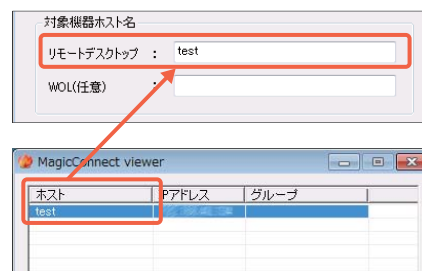 対象機器ホスト名
リモートデスクトップ : test
WOL(任意) :
MagicConnect viewer
ホスト IPアドレス グループ
test